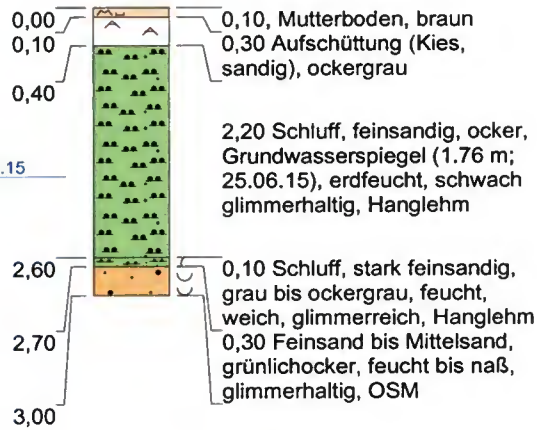 0,00
0,10
0,40
.15
2,60
2,70
3,00
0,10, Mutterboden, braun
0,30 Aufschüttung (Kies,
sandig), ockergrau
2,20 Schluff, feinsandig, ocker,
Grundwasserspiegel (1.76 m;
25.06.15), erdfeucht, schwach
glimmerhaltig, Hanglehm
0,10 Schluff, stark feinsandig,
grau bis ockergrau, feucht,
weich, glimmerreich, Hanglehm
0,30 Feinsand bis Mittelsand,
grünlichocker, feucht bis naß,
glimmerhaltig, OSM